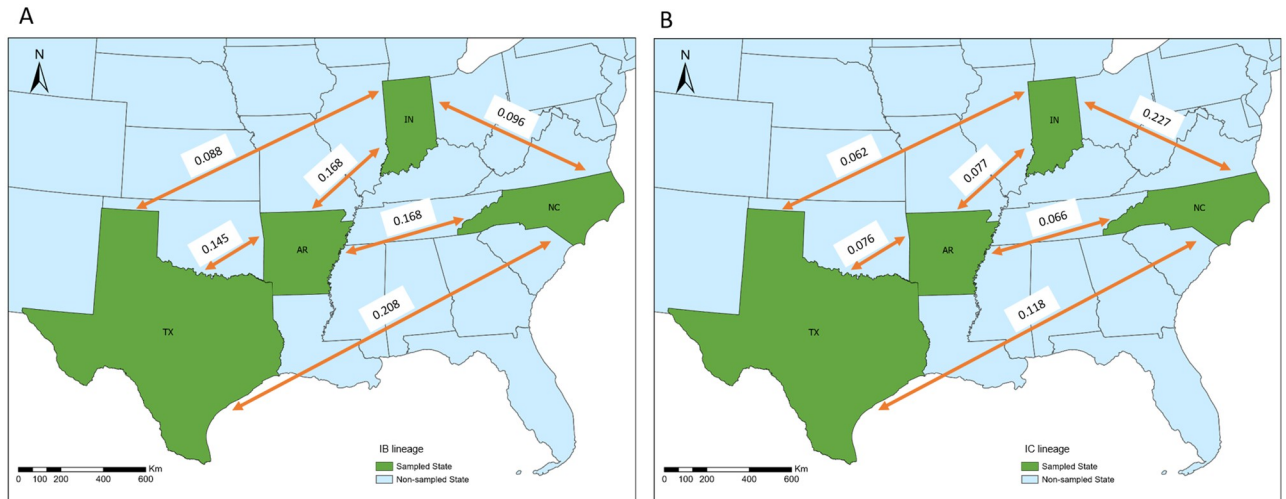 A
N
IN
0.096
0.088
0.168
NC
0.168
0.145
AR
0.208
TX
IB lineage
Sampled State
Non-sampled State
Km
0 100 200 400 600
B
N
IN
0.227
0.062
0.077
NC
0.066
0.076
AR
0.118
TX
IC lineage
Sampled State
Non-sampled State
Km
0 100 200 400 600